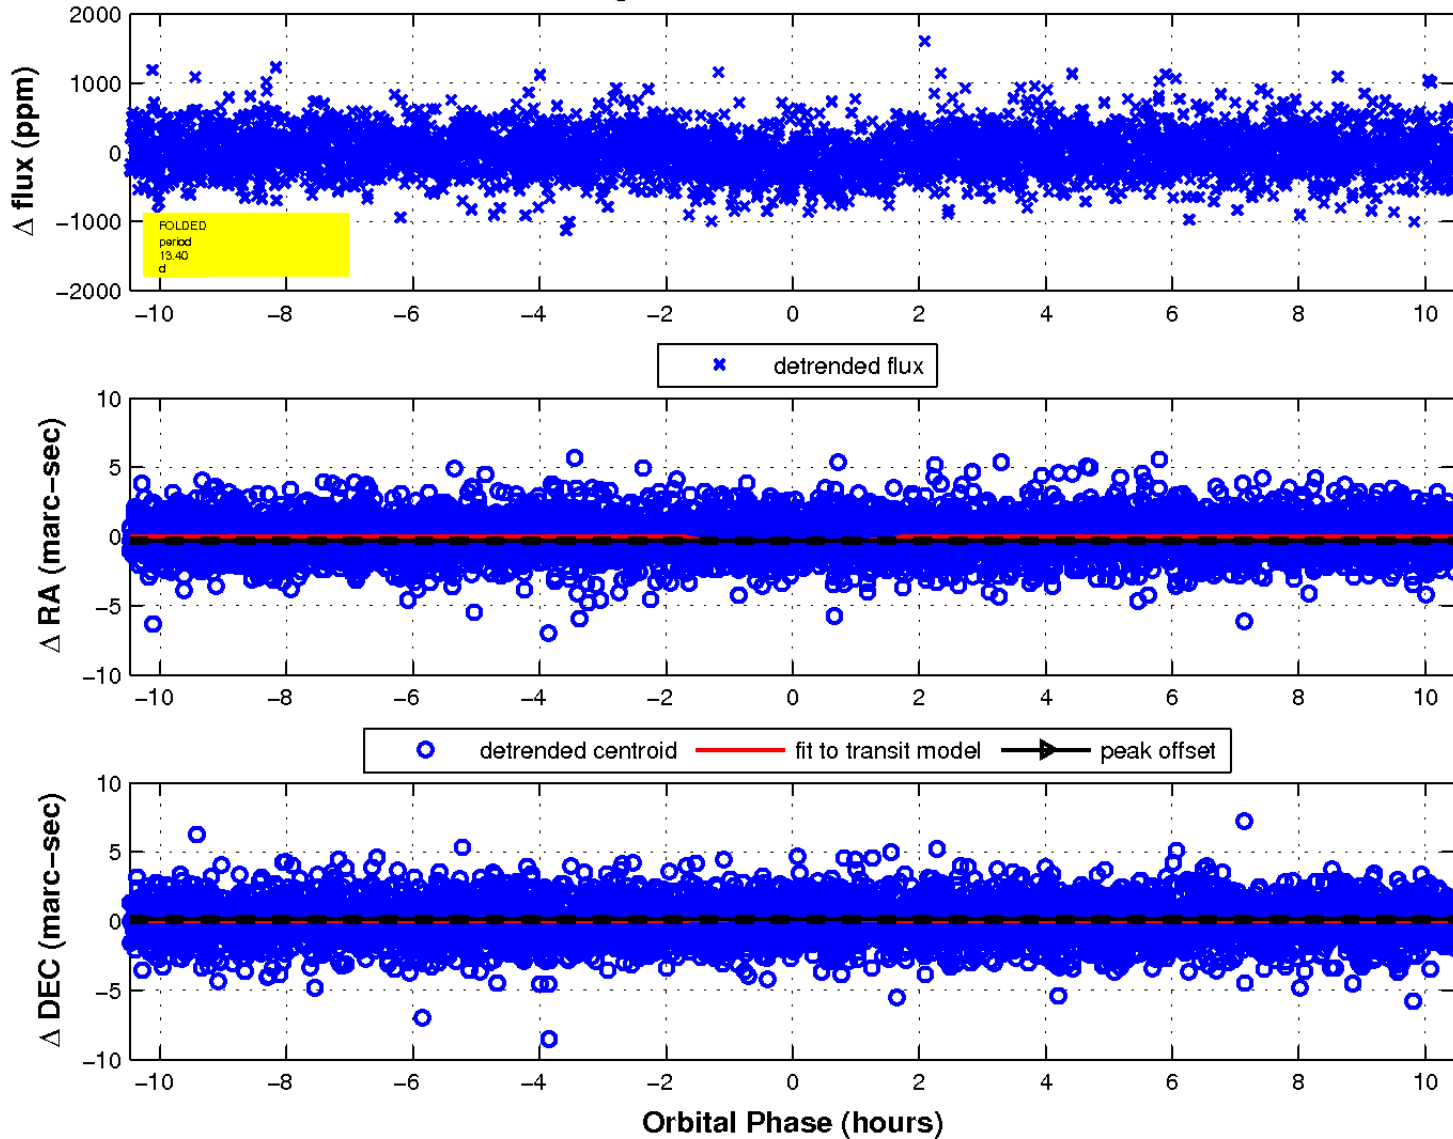 2000
1000
0
−1000
−2000
Δ flux (ppm)
FOLDED
period
13.40
d
−10 −8 −6 −4 −2 0 2 4 6 8 10
detrended flux
10
5
0
−5
−10
Δ RA (marc−sec)
−10 −8 −6 −4 −2 0 2 4 6 8 10
detrended centroid fit to transit model peak offset
10
5
0
−5
−10
Δ DEC (marc−sec)
−10 −8 −6 −4 −2 0 2 4 6 8 10
Orbital Phase (hours)